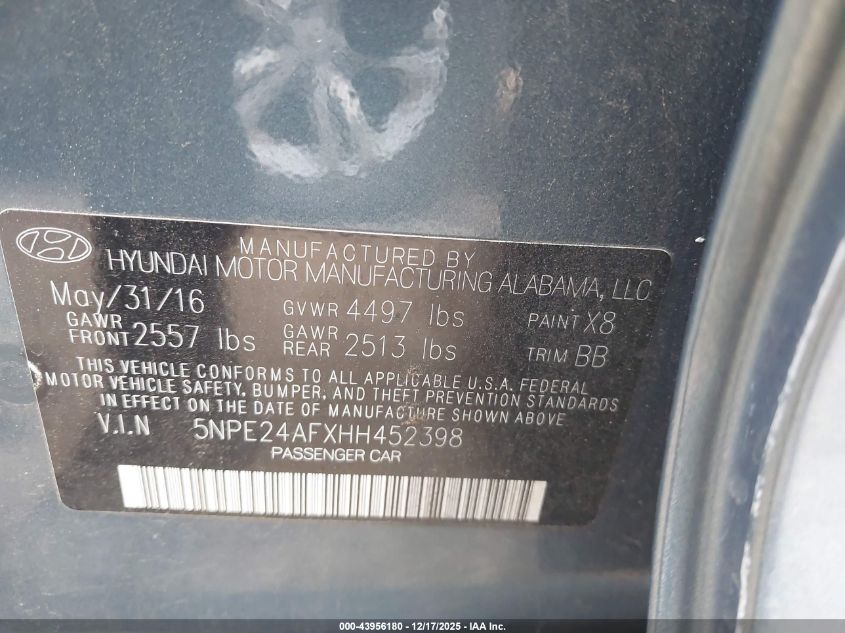 MANUFACTURED BY
HYUNDAI MOTOR MANUFACTURING ALABAMA, LLC
May/31/16 GVWR 4497 lbs PAINT X8
GAWR FRONT 2557 lbs GAWR REAR 2513 lbs TRIM BB
THIS VEHICLE CONFORMS TO ALL APPLICABLE U.S.A. FEDERAL
MOTOR VEHICLE SAFETY, BUMPER, AND THEFT PREVENTION STANDARDS
IN EFFECT ON THE DATE OF MANUFACTURE SHOWN ABOVE
V.I.N 5NPE24AFXHH452398
PASSENGER CAR
000-43956180 - 12/17/2025 - IAA Inc.